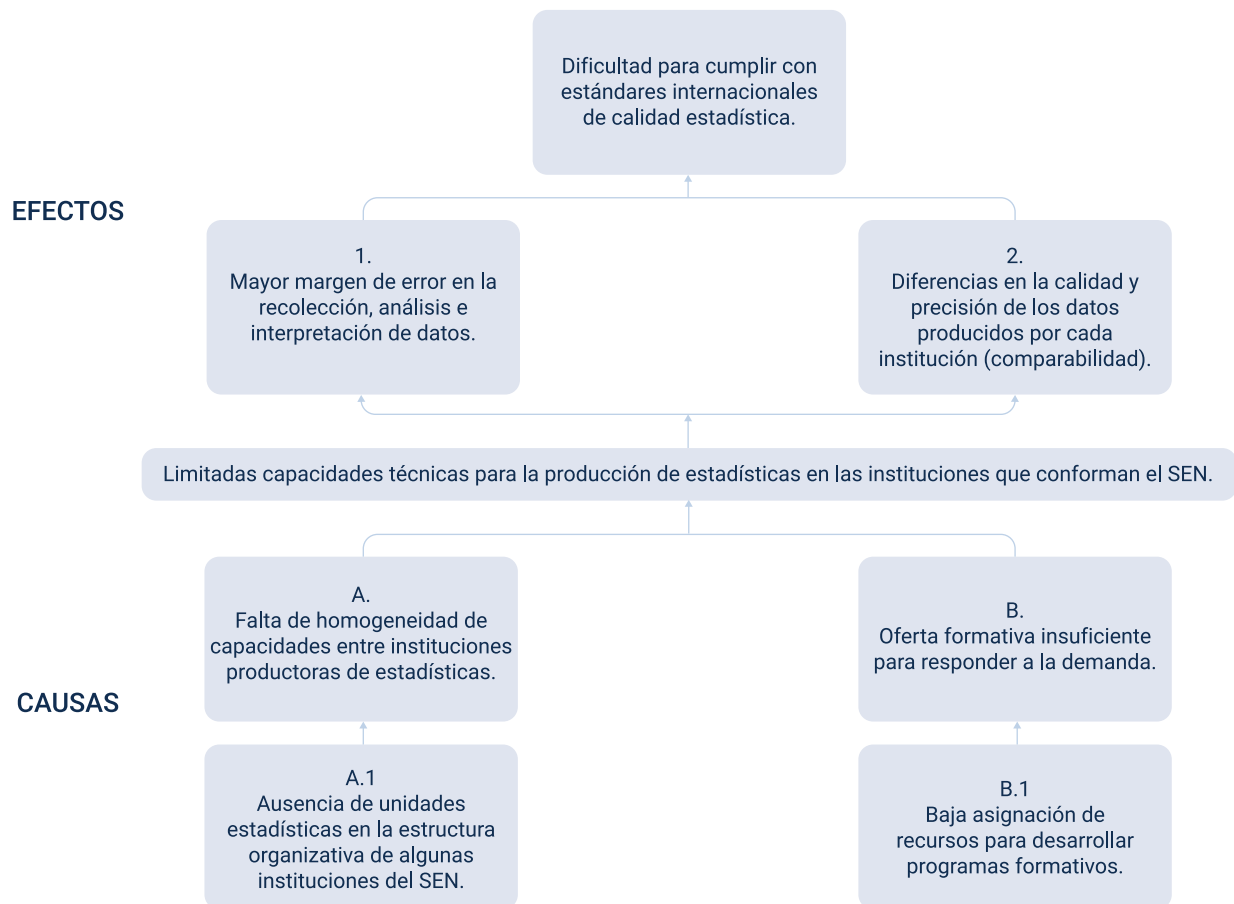 Dificultad para cumplir con
estándares internacionales
de calidad estadística.
EFECTOS
1.
Mayor margen de error en la
recolección, análisis e
interpretación de datos.
2.
Diferencias en la calidad y
precisión de los datos
producidos por cada
institución (comparabilidad).
Limitadas capacidades técnicas para la producción de estadísticas en las instituciones que conforman el SEN.
A.
Falta de homogeneidad de
capacidades entre instituciones
productoras de estadísticas.
B.
Oferta formativa insuficiente
para responder a la demanda.
CAUSAS
A.1
Ausencia de unidades
estadísticas en la estructura
organizativa de algunas
instituciones del SEN.
B.1
Baja asignación de
recursos para desarrollar
programas formativos.